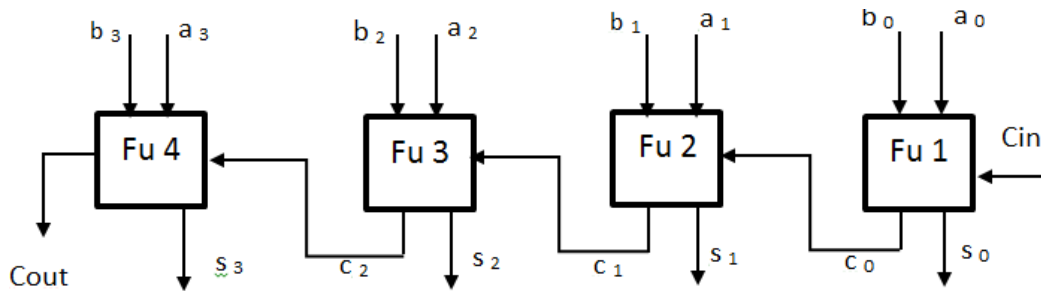 b 3 a 3 b 2 a 2 b 1 a 1 b 0 a 0
Fu 4 Fu 3 Fu 2 Fu 1 Cin
Cout s 3 c 2 s 2 c 1 s 1 c 0 s 0